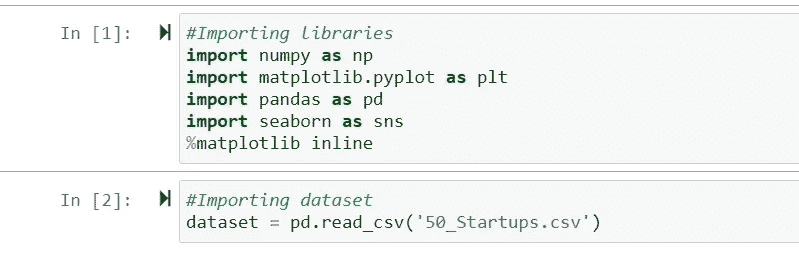 In [1]: #Importing libraries
import numpy as np
import matplotlib.pyplot as plt
import pandas as pd
import seaborn as sns
%matplotlib inline
In [2]: #Importing dataset
dataset = pd.read_csv('50_Startups.csv')